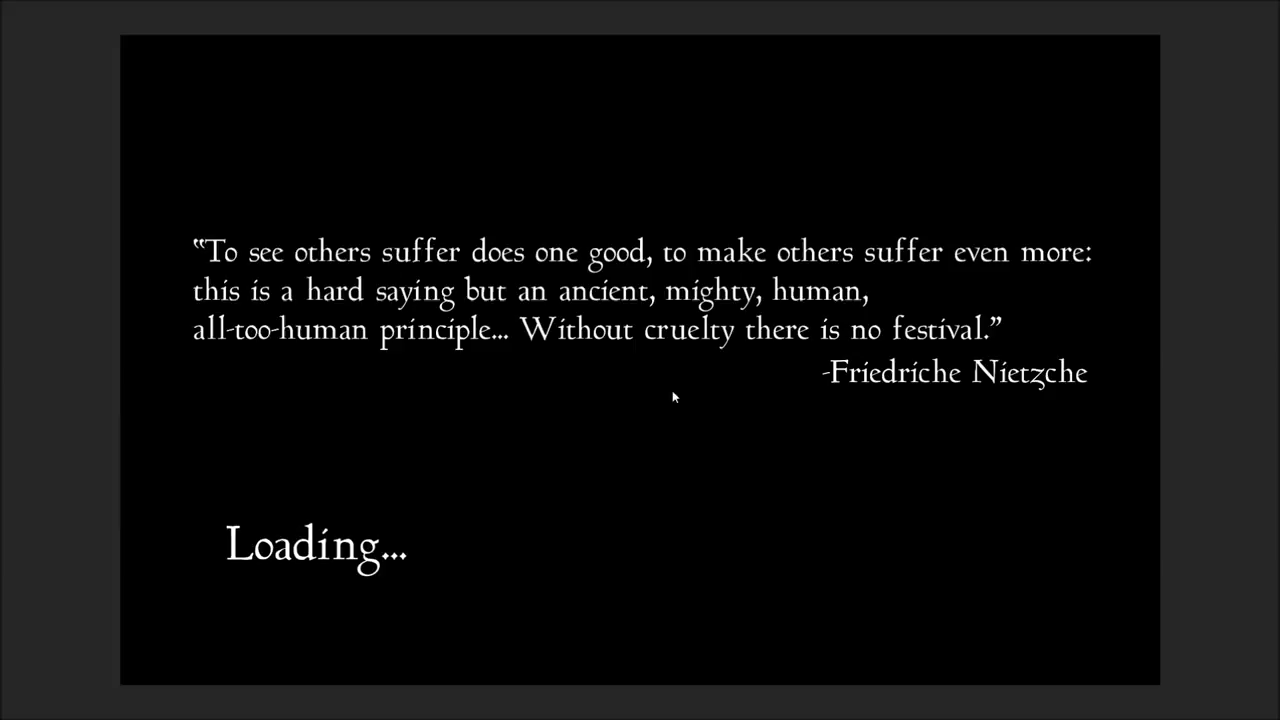 “To see others suffer does one good, to make others suffer even more:
this is a hard saying but an ancient, mighty, human,
all-too-human principle... Without cruelty there is no festival.”
-Friedriche Nietzche
Loading...